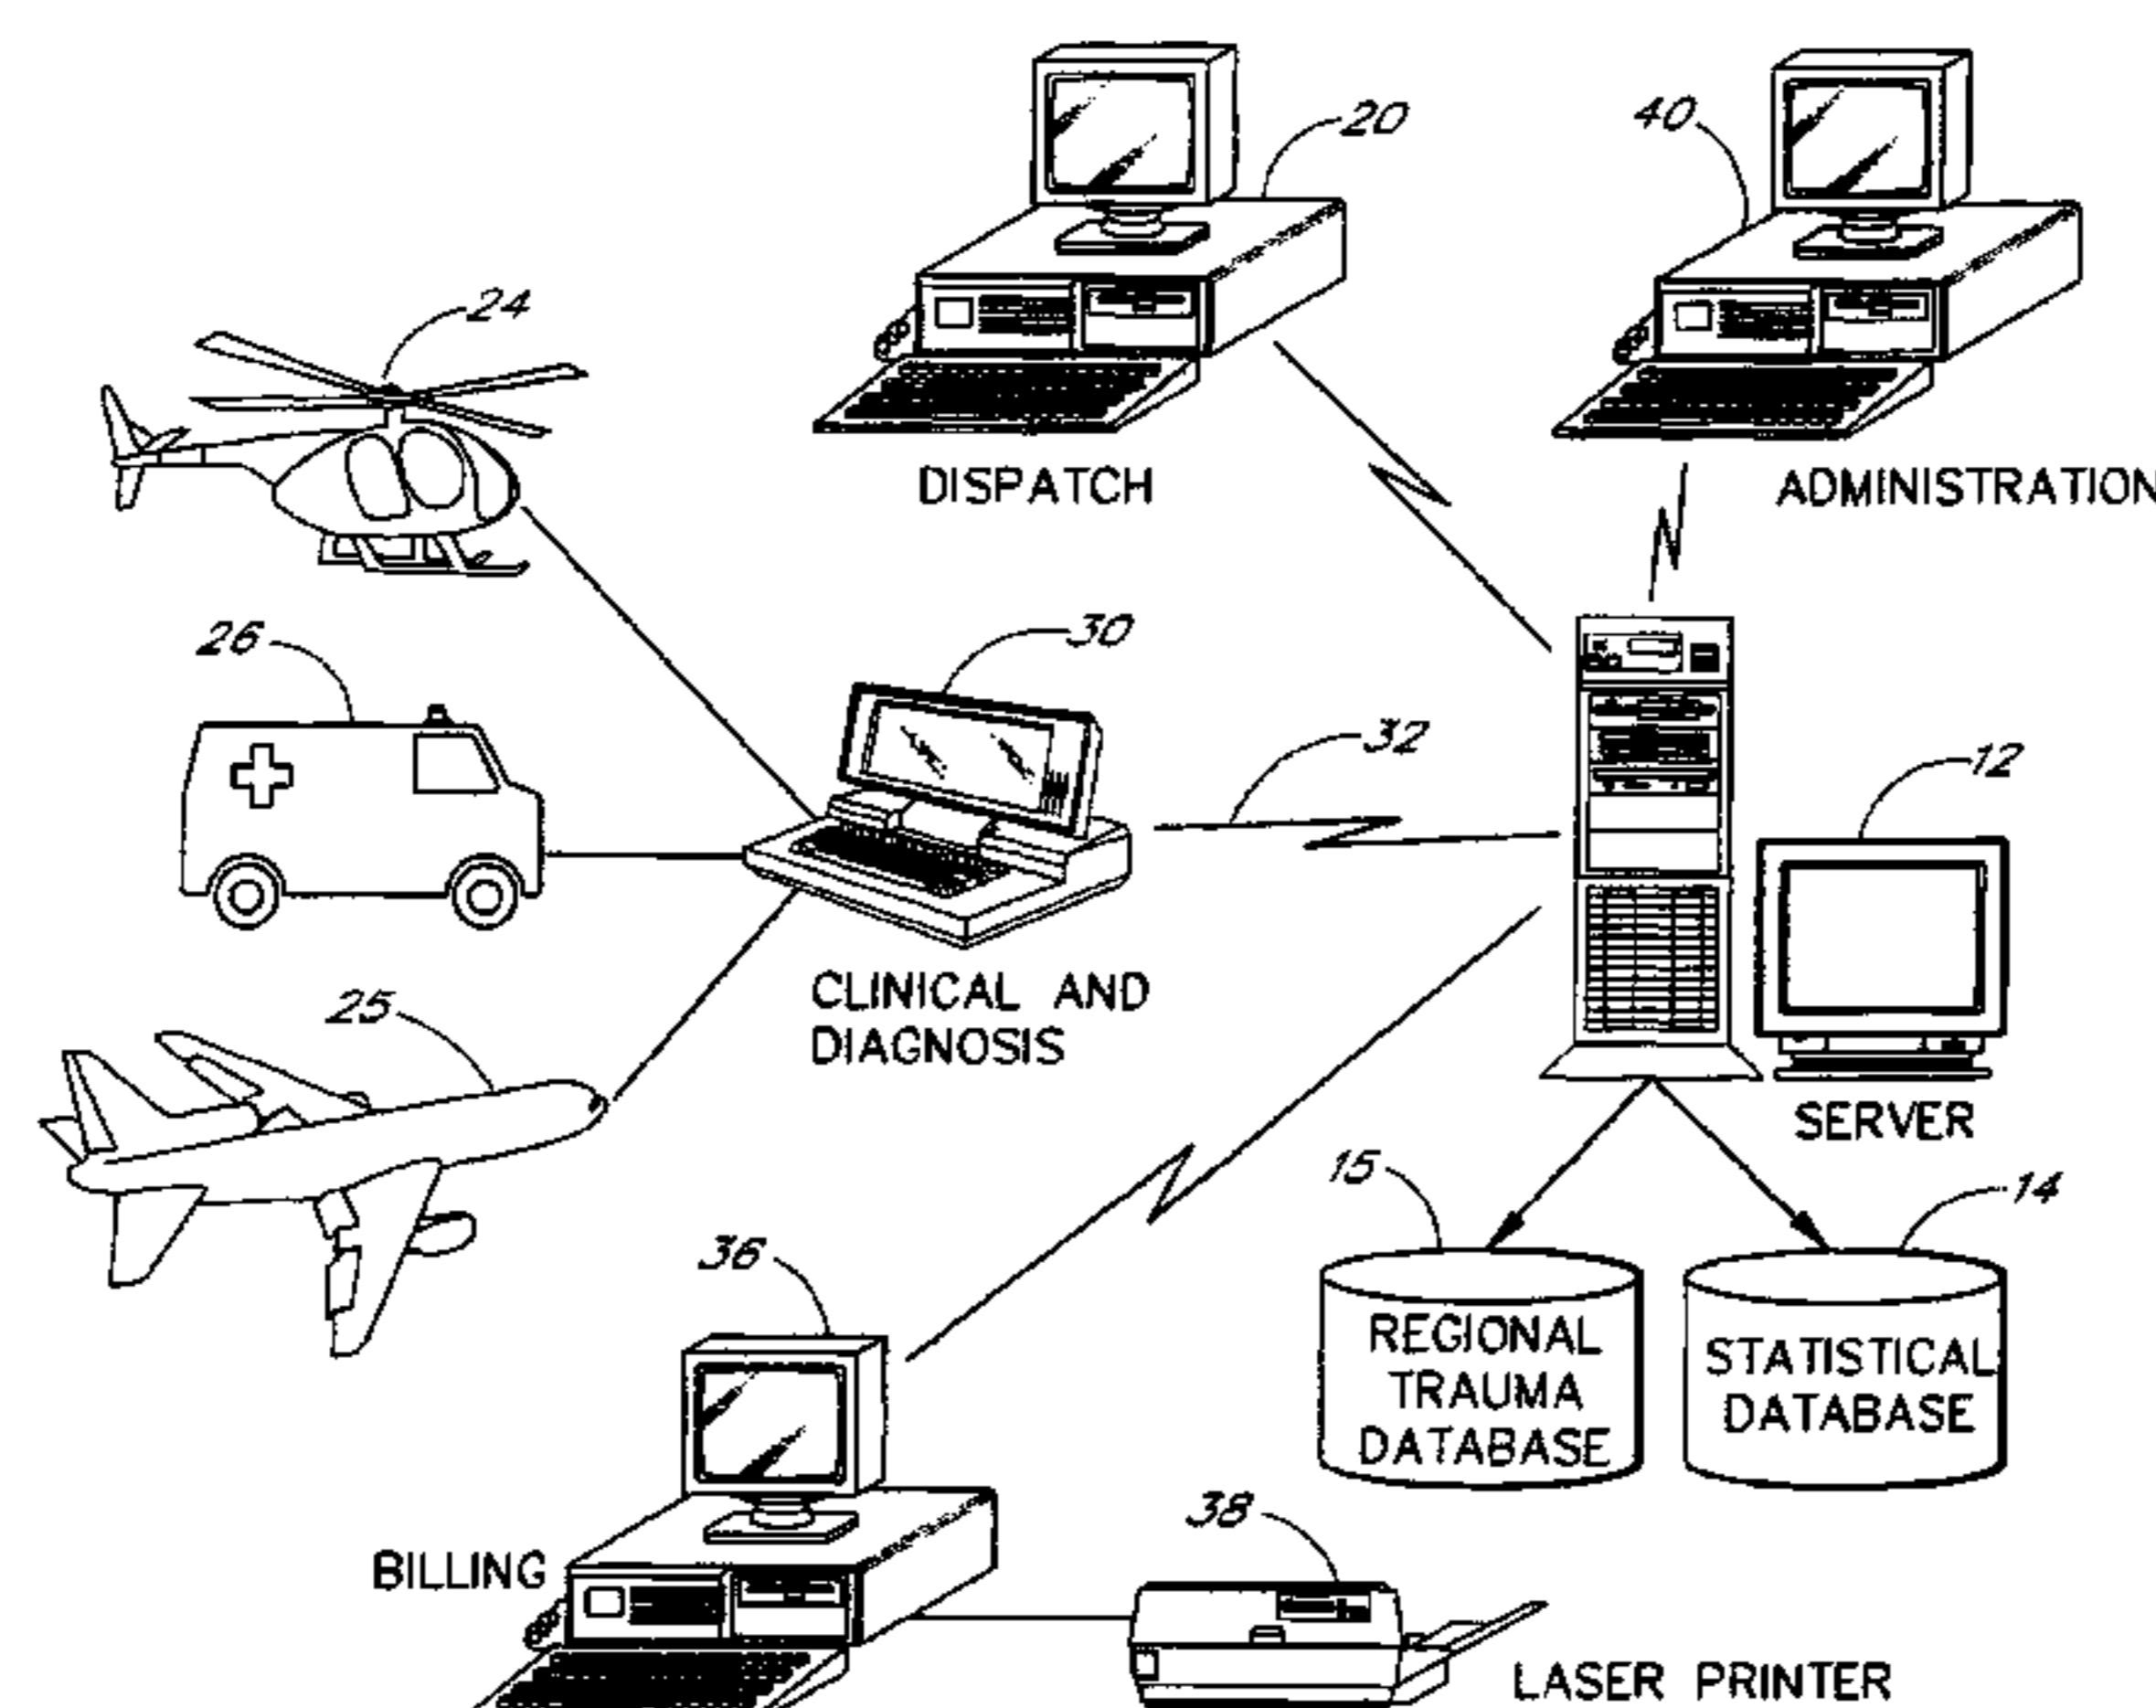 20
40
24
DISPATCH
ADMINISTRATION
26
30
32
12
CLINICAL AND
DIAGNOSIS
25
SERVER
15
14
36
REGIONAL
TRAUMA
DATABASE
STATISTICAL
DATABASE
38
BILLING
LASER PRINTER